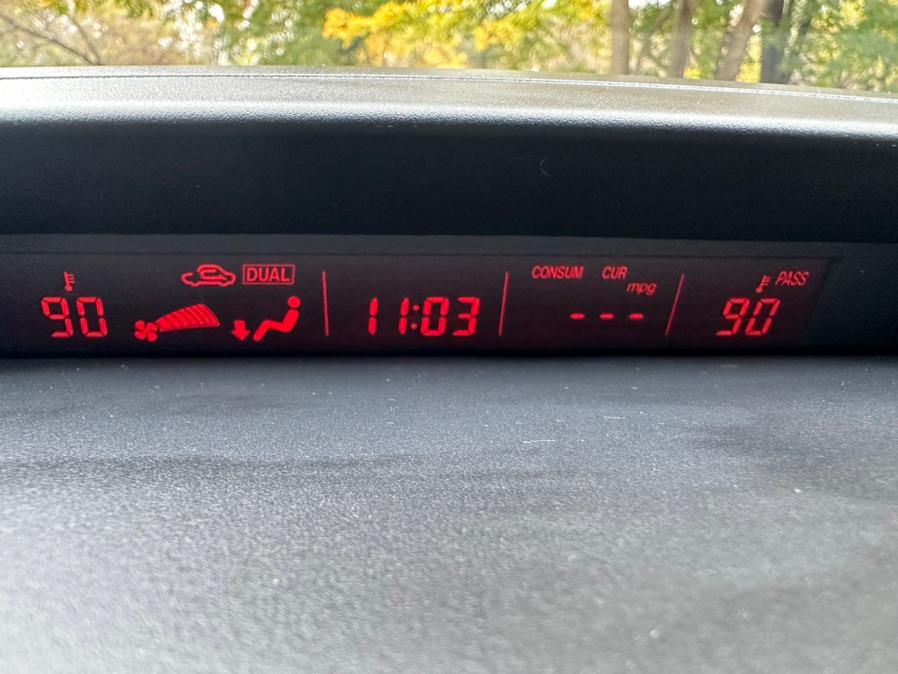 DUAL
CONSUM CUR
mpg
PASS
90
11:03
- - -
90